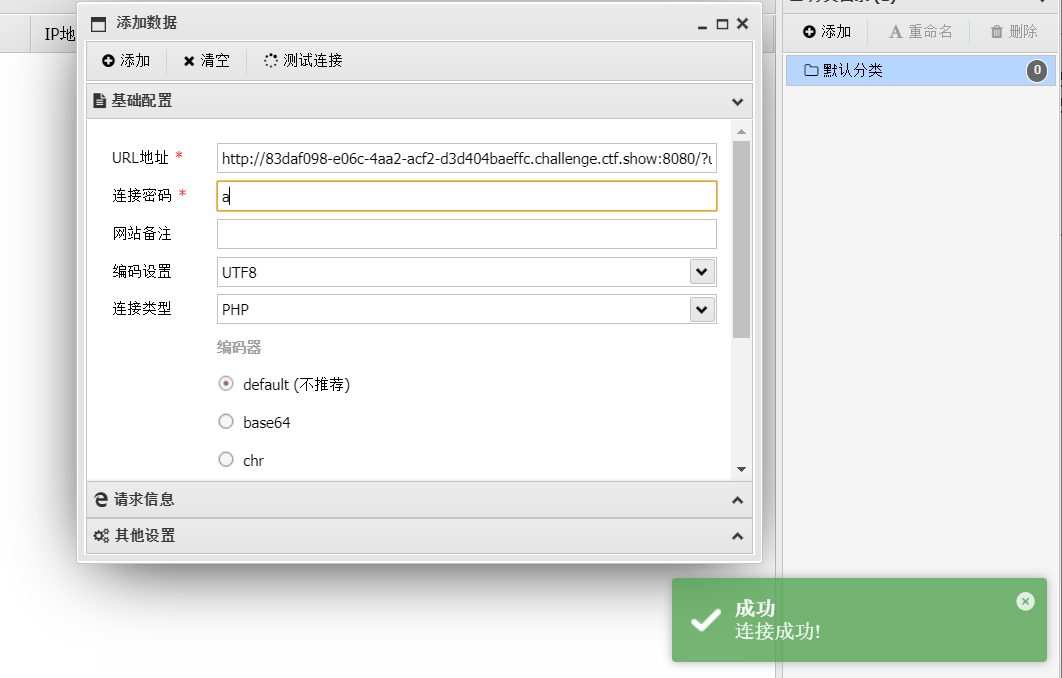 IP地
添加数据
添加
清空
测试连接
基础配置
URL地址 *
http://83daf098-e06c-4aa2-acf2-d3d404baeffc.challenge.ctf.show:8080/?u
连接密码 *
a
网站备注
编码设置
UTF8
连接类型
PHP
编码器
default (不推荐)
base64
chr
请求信息
其他设置
添加
重命名
删除
默认分类
0
成功
连接成功!